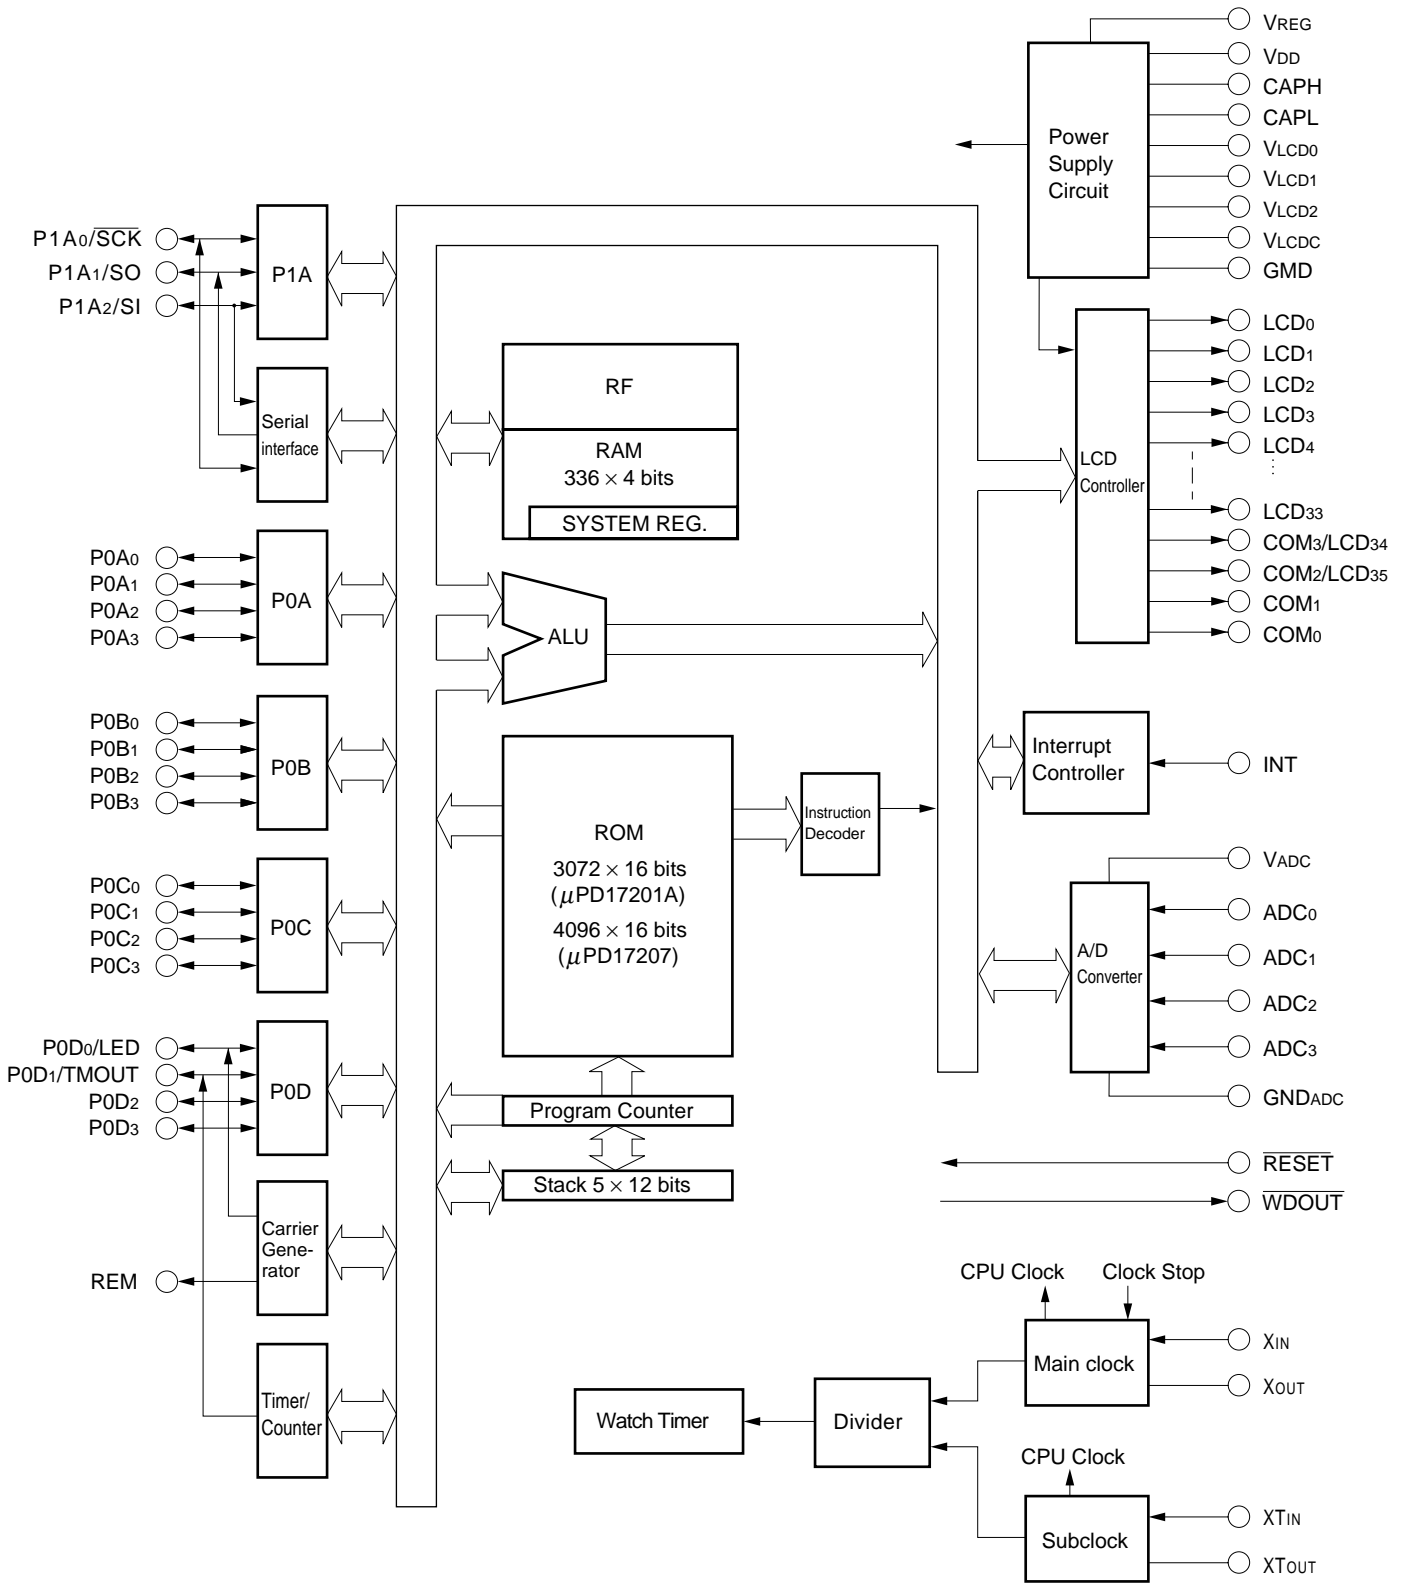 VREG
VDD
CAPH
CAPL
VLCD0
VLCD1
VLCD2
VLCDC
GMD
Power
Supply
Circuit
P1A0/SCK
P1A1/SO
P1A2/SI
P1A
Serial
interface
RF
RAM
336 × 4 bits
SYSTEM REG.
LCD
Controller
LCD0
LCD1
LCD2
LCD3
LCD4
LCD33
COM3/LCD34
COM2/LCD35
COM1
COM0
P0A0
P0A1
P0A2
P0A3
P0A
ALU
P0B0
P0B1
P0B2
P0B3
P0B
ROM
3072 × 16 bits
(μPD17201A)
4096 × 16 bits
(μPD17207)
Instruction
Decoder
Interrupt
Controller
INT
P0C0
P0C1
P0C2
P0C3
P0C
A/D
Converter
VADC
ADC0
ADC1
ADC2
ADC3
GNDADC
P0D0/LED
P0D1/TMOUT
P0D2
P0D3
P0D
Program Counter
Stack 5 × 12 bits
RESET
WDOUT
Carrier
Gene-
rator
REM
Timer/
Counter
CPU Clock
Clock Stop
Main clock
XIN
XOUT
Watch Timer
Divider
CPU Clock
Subclock
XTIN
XTOUT